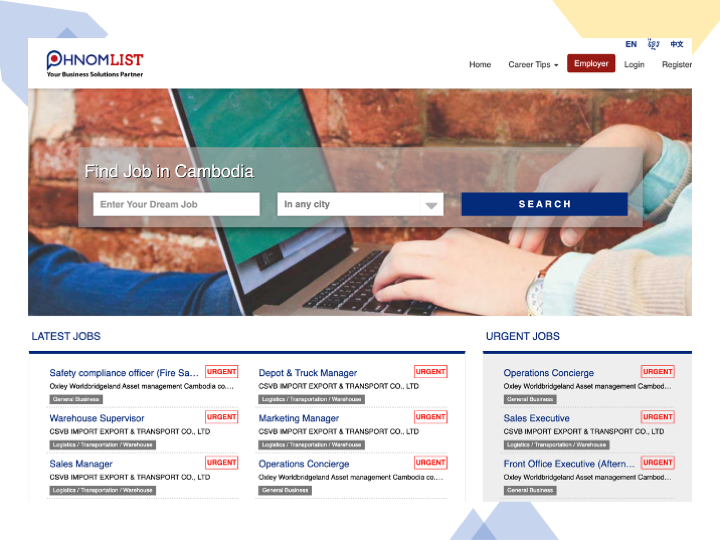 EN ខ្មែរ 中文
PHNOMLIST
Your Business Solutions Partner
Home Career Tips Employer Login Register
Find Job in Cambodia
Enter Your Dream Job In any city SEARCH
LATEST JOBS
Safety compliance officer (Fire Sa... URGENT
Oxley Worldbridgeland Asset management Cambodia co....
General Business
Depot & Truck Manager URGENT
CSVB IMPORT EXPORT & TRANSPORT CO., LTD
Logistics / Transportation / Warehouse
Warehouse Supervisor URGENT
CSVB IMPORT EXPORT & TRANSPORT CO., LTD
Logistics / Transportation / Warehouse
Marketing Manager URGENT
CSVB IMPORT EXPORT & TRANSPORT CO., LTD
Logistics / Transportation / Warehouse
Sales Manager URGENT
CSVB IMPORT EXPORT & TRANSPORT CO., LTD
Logistics / Transportation / Warehouse
Operations Concierge URGENT
Oxley Worldbridgeland Asset management Cambodia co....
General Business
URGENT JOBS
Operations Concierge URGENT
Oxley Worldbridgeland Asset management Cambod...
General Business
Sales Executive URGENT
CSVB IMPORT EXPORT & TRANSPORT CO., LTD
Logistics / Transportation / Warehouse
Front Office Executive (Aftern... URGENT
Oxley Worldbridgeland Asset management Cambod...
General Business